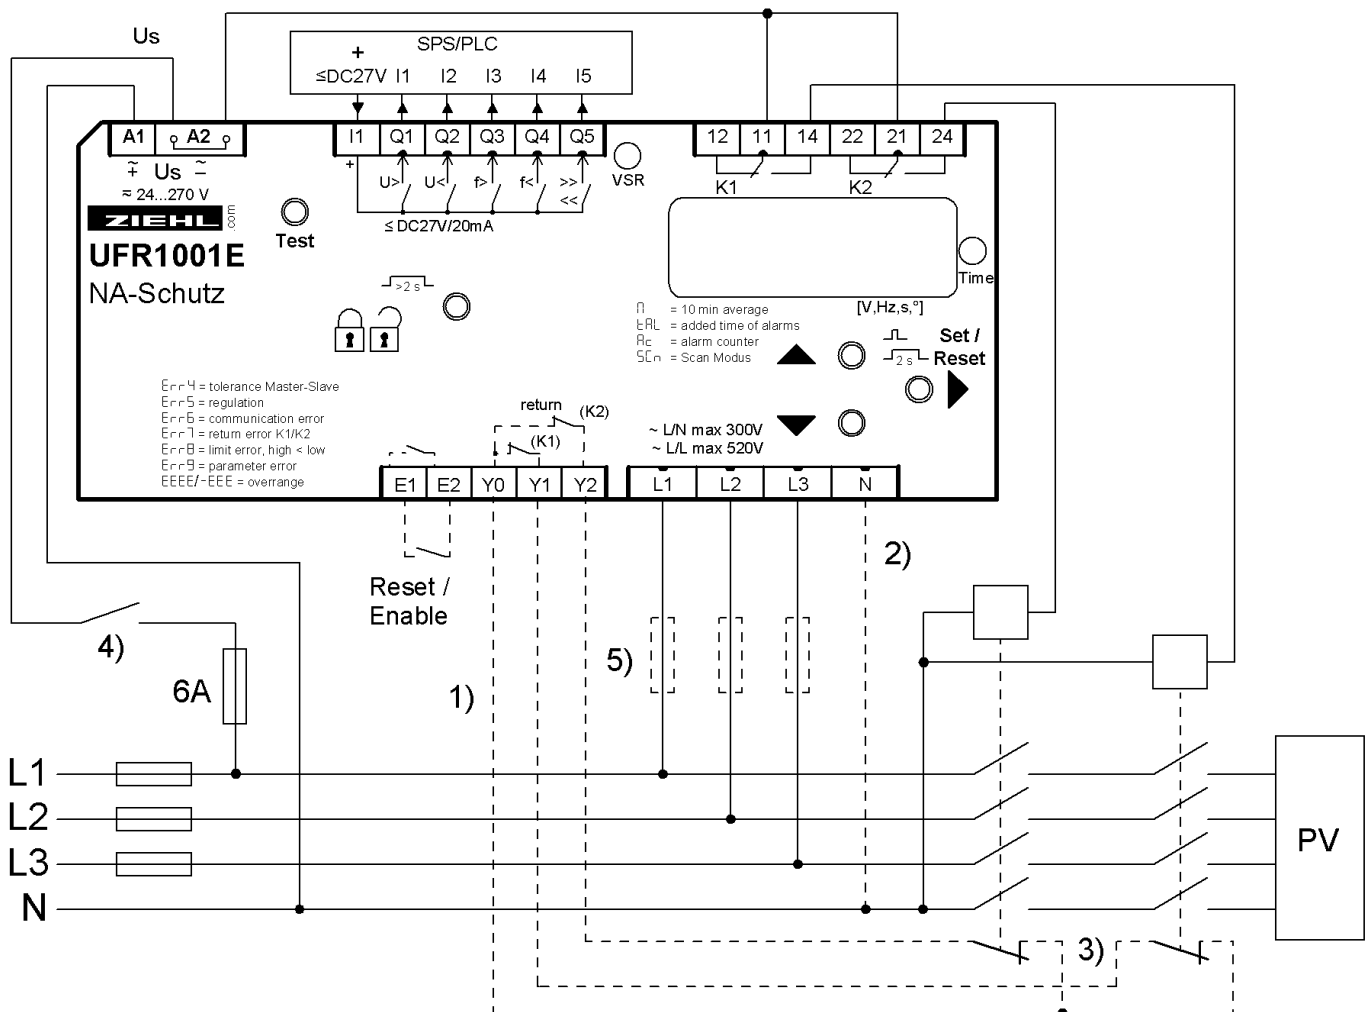 Us
SPS/PLC
+
≤DC27V I1 I2 I3 I4 I5
A1 A2 I1 Q1 Q2 Q3 Q4 Q5 12 11 14 22 21 24
+ Us −
≂ 24...270 V
+
U> U< f> f< >>
<<
VSR
K1 K2
≤ DC27V/20mA
ZIEHL
.com
Test
UFR1001E
NA-Schutz
>2 s
Time
[V,Hz,s,°]
= 10 min average
tAL = added time of alarms
Ac = alarm counter
SCn = Scan Modus
Set /
Reset
2 s
Err4 = tolerance Master-Slave
Err5 = regulation
Err6 = communication error
Err7 = return error K1/K2
Err8 = limit error, high < low
Err9 = parameter error
EEEE/-EEE = overrange
return (K2)
(K1)
~ L/N max 300V
~ L/L max 520V
E1 E2 Y0 Y1 Y2 L1 L2 L3 N
2)
Reset /
Enable
4)
5)
1)
6A
L1
L2
L3
N
PV
3)